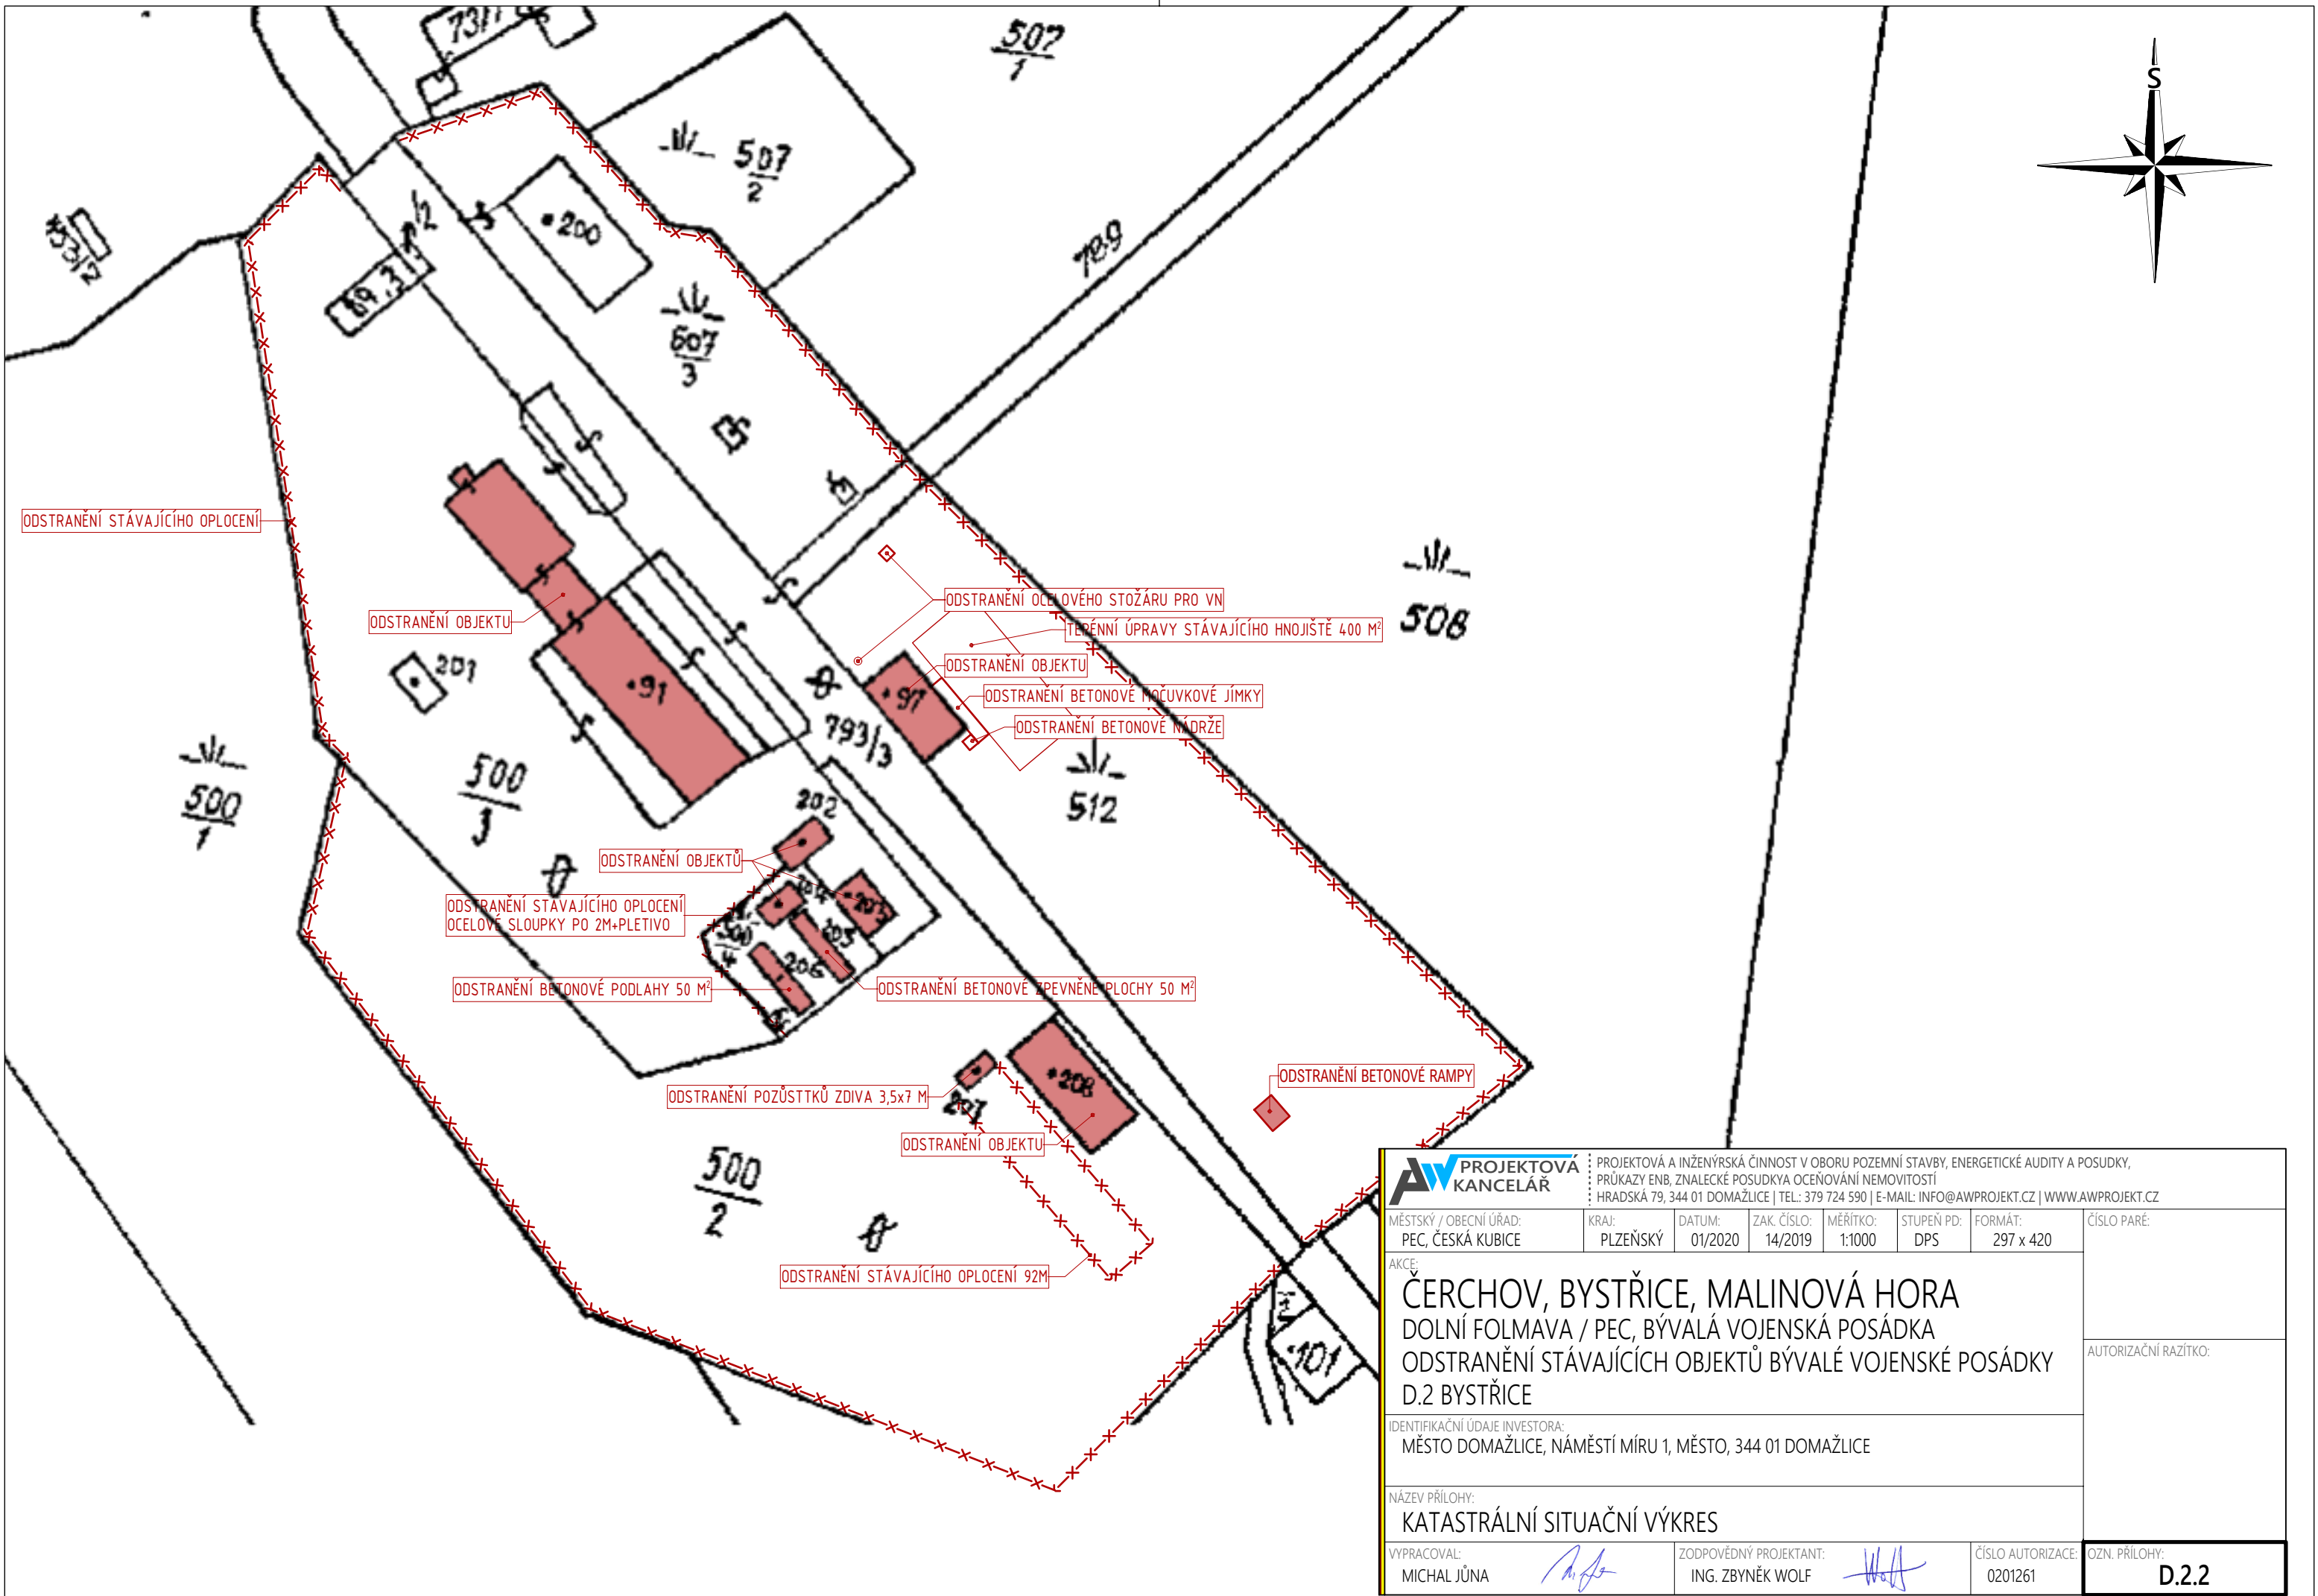 73/1
507
1
S
507
2
200
789
507
3
ODSTRANĚNÍ STÁVAJÍCÍHO OPLOCENÍ
508
ODSTRANĚNÍ OCELOVÉHO STOŽÁRU PRO VN
ODSTRANĚNÍ OBJEKTU
TERÉNNÍ ÚPRAVY STÁVAJÍCÍHO HNOJIŠTĚ 400 M²
ODSTRANĚNÍ OBJEKTU
201
91
97
ODSTRANĚNÍ BETONOVÉ MOČUVKOVÉ JÍMKY
ODSTRANĚNÍ BETONOVÉ NÁDRŽE
793/3
500
3
500
1
512
202
ODSTRANĚNÍ OBJEKTŮ
204
203
ODSTRANĚNÍ STÁVAJÍCÍHO OPLOCENÍ
OCELOVÉ SLOUPKY PO 2M+PLETIVO
500
4
205
206
ODSTRANĚNÍ BETONOVÉ PODLAHY 50 M²
ODSTRANĚNÍ BETONOVÉ ZPEVNĚNÉ PLOCHY 50 M²
ODSTRANĚNÍ BETONOVÉ RAMPY
208
ODSTRANĚNÍ POZŮSTTKŮ ZDIVA 3,5x7 M
207
ODSTRANĚNÍ OBJEKTU
500
2
ODSTRANĚNÍ STÁVAJÍCÍHO OPLOCENÍ 92M
101
AW PROJEKTOVÁ KANCELÁŘ
PROJEKTOVÁ A INŽENÝRSKÁ ČINNOST V OBORU POZEMNÍ STAVBY, ENERGETICKÉ AUDITY A POSUDKY,
PRŮKAZY ENB, ZNALECKÉ POSUDKYA OCEŇOVÁNÍ NEMOVITOSTÍ
HRADSKÁ 79, 344 01 DOMAŽLICE | TEL.: 379 724 590 | E-MAIL: INFO@AWPROJEKT.CZ | WWW.AWPROJEKT.CZ
MĚSTSKÝ / OBECNÍ ÚŘAD: KRAJ: DATUM: ZAK. ČÍSLO: MĚŘÍTKO: STUPEŇ PD: FORMÁT: ČÍSLO PARÉ:
PEC, ČESKÁ KUBICE PLZEŇSKÝ 01/2020 14/2019 1:1000 DPS 297 x 420
AKCE:
ČERCHOV, BYSTŘICE, MALINOVÁ HORA
DOLNÍ FOLMAVA / PEC, BÝVALÁ VOJENSKÁ POSÁDKA
ODSTRANĚNÍ STÁVAJÍCÍCH OBJEKTŮ BÝVALÉ VOJENSKÉ POSÁDKY
D.2 BYSTŘICE
AUTORIZAČNÍ RAZÍTKO:
IDENTIFIKAČNÍ ÚDAJE INVESTORA:
MĚSTO DOMAŽLICE, NÁMĚSTÍ MÍRU 1, MĚSTO, 344 01 DOMAŽLICE
NÁZEV PŘÍLOHY:
KATASTRÁLNÍ SITUAČNÍ VÝKRES
VYPRACOVAL: ZODPOVĚDNÝ PROJEKTANT: ČÍSLO AUTORIZACE: OZN. PŘÍLOHY:
MICHAL JŮNA ING. ZBYNĚK WOLF 0201261 D.2.2